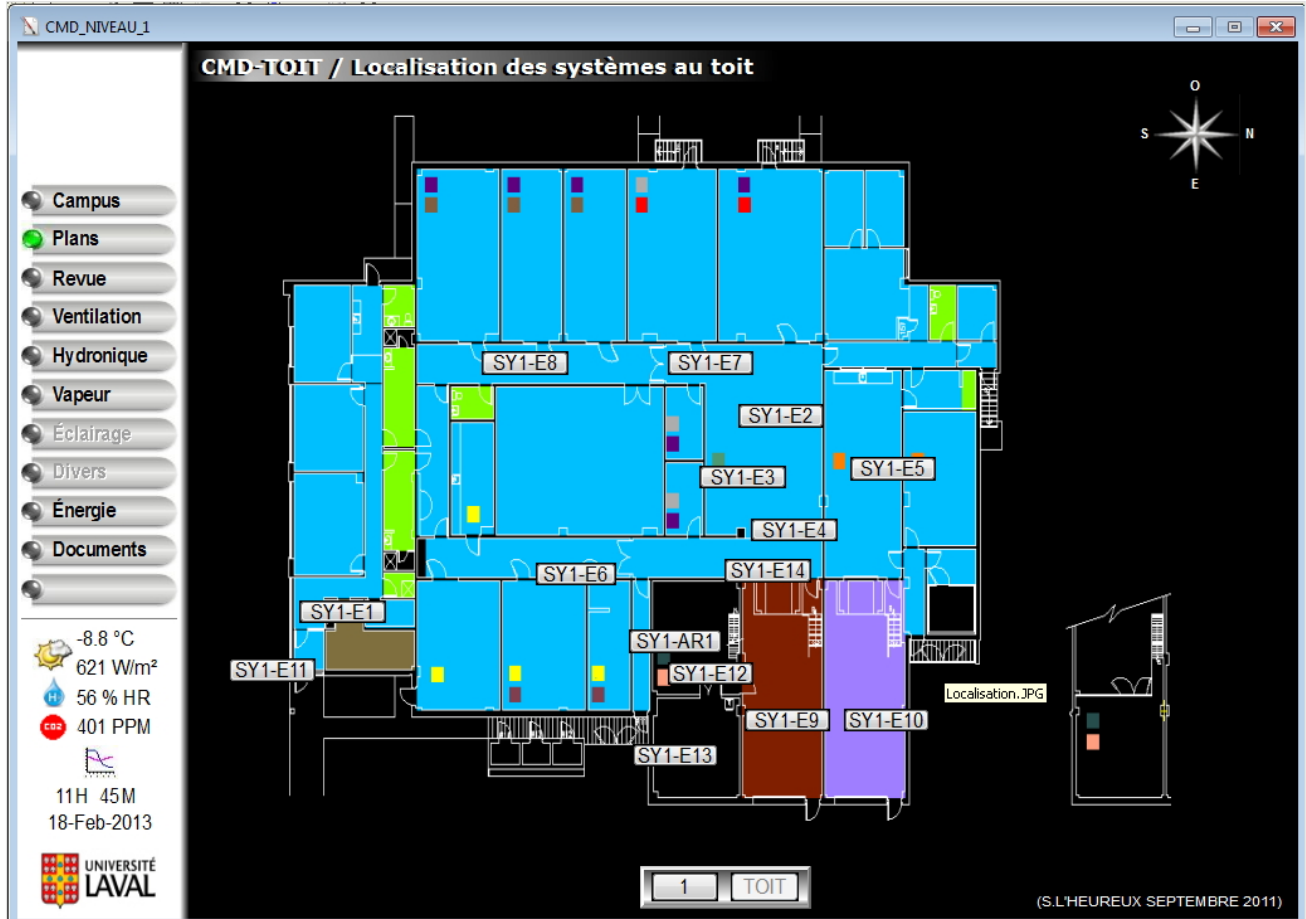 CMD_NIVEAU_1
CMD-TOIT / Localisation des systèmes au toit
O
S
N
E
Campus
Plans
Revue
Ventilation
Hydronique
Vapeur
Éclairage
Divers
Énergie
Documents
-8.8 °C
621 W/m²
H
56 % HR
CO2
401 PPM
11H 45M
18-Feb-2013
UNIVERSITÉ
LAVAL
SY1-E8
SY1-E7
SY1-E2
SY1-E5
SY1-E3
SY1-E4
SY1-E14
SY1-E6
SY1-E1
SY1-AR1
SY1-E11
SY1-E12
Localisation.JPG
SY1-E9
SY1-E10
SY1-E13
1
TOIT
(S.L'HEUREUX SEPTEMBRE 2011)